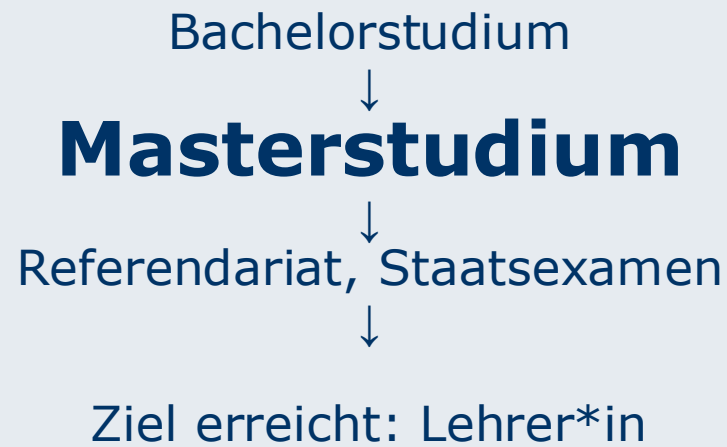 Bachelorstudium
↓
Masterstudium
↓
Referendariat, Staatsexamen
↓
Ziel erreicht: Lehrer*in